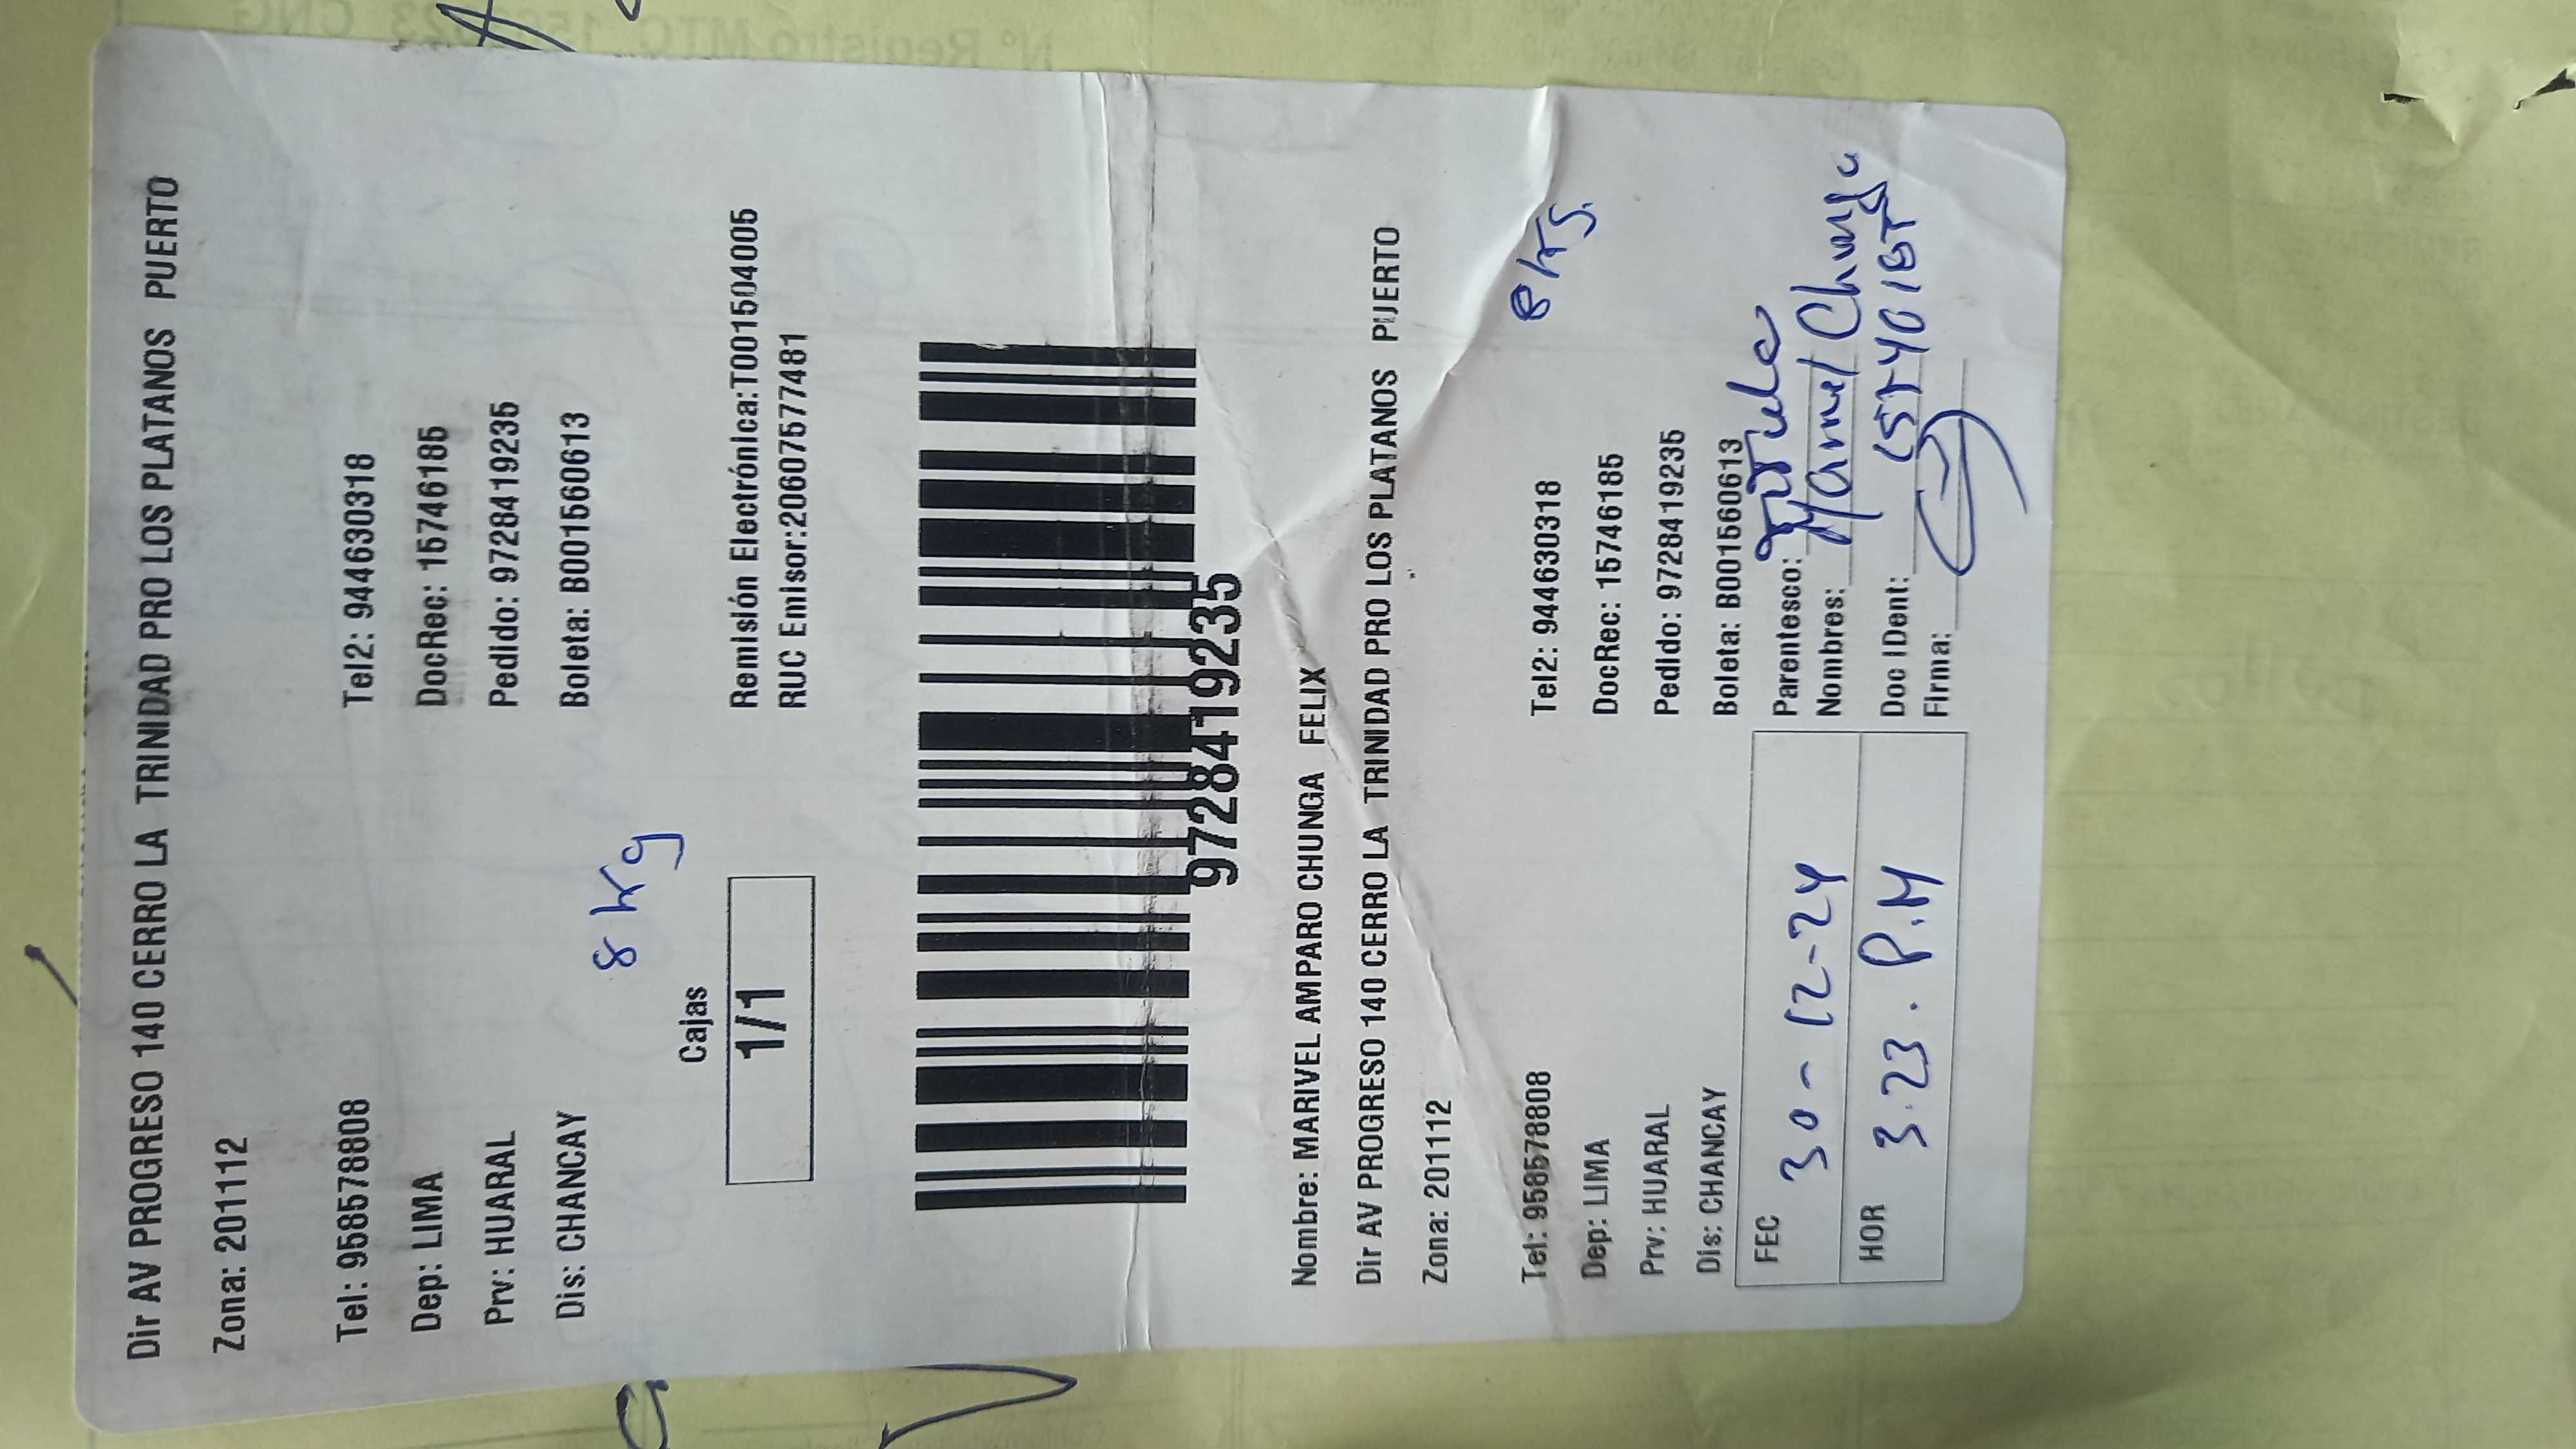 Dir AV PROGRESO 140 CERRO LA TRINIDAD PRO LOS PLATANOS PUERTO
Zona: 201112
Tel: 958578808 Tel2: 944630318
Dep: LIMA DocRec: 15746185
Prv: HUARAL Pedido: 9728419235
Dis: CHANCAY Boleta: B001560613
8 kg
Cajas
1/1
Remisión Electrónica:T001504005
RUC Emisor:20607577481
9728419235
Nombre: MARIVEL AMPARO CHUNGA FELIX
Dir AV PROGRESO 140 CERRO LA TRINIDAD PRO LOS PLATANOS PUERTO
Zona: 201112
8 kg.
Tel: 958578808 Tel2: 944630318
Dep: LIMA DocRec: 15746185
Prv: HUARAL Pedido: 9728419235
Dis: CHANCAY Boleta: B001560613
FEC 30-12-24
HOR 3.23. P.M
Parentesco:
Nombres: Manuel Chunga
Doc IDent:
Firma:
Nº Registro MTC